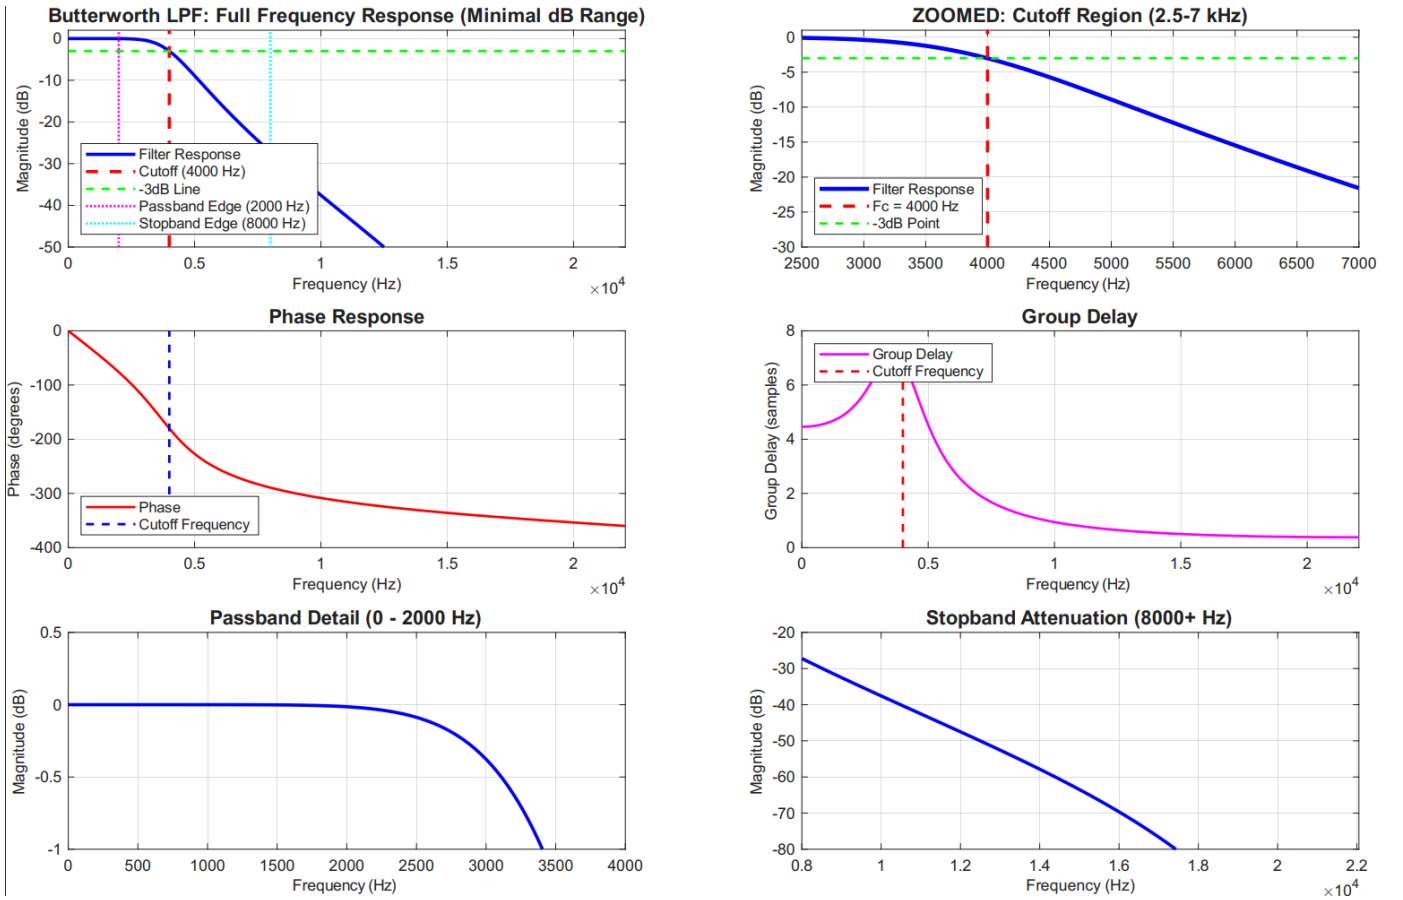 Butterworth LPF: Full Frequency Response (Minimal dB Range)
0
-10
-20
-30
-40
-50
Magnitude (dB)
Filter Response
Cutoff (4000 Hz)
-3dB Line
Passband Edge (2000 Hz)
Stopband Edge (8000 Hz)
0 0.5 1 1.5 2
Frequency (Hz)
×10⁴
ZOOMED: Cutoff Region (2.5-7 kHz)
0
-5
-10
-15
-20
-25
-30
Magnitude (dB)
Filter Response
Fc = 4000 Hz
-3dB Point
2500 3000 3500 4000 4500 5000 5500 6000 6500 7000
Frequency (Hz)
Phase Response
0
-100
-200
-300
-400
Phase (degrees)
Phase
Cutoff Frequency
0 0.5 1 1.5 2
Frequency (Hz)
×10⁴
Group Delay
8
6
4
2
0
Group Delay (samples)
Group Delay
Cutoff Frequency
0 0.5 1 1.5 2
Frequency (Hz)
×10⁴
Passband Detail (0 - 2000 Hz)
0.5
0
-0.5
-1
Magnitude (dB)
0 500 1000 1500 2000 2500 3000 3500 4000
Frequency (Hz)
Stopband Attenuation (8000+ Hz)
-20
-30
-40
-50
-60
-70
-80
Magnitude (dB)
0.8 1 1.2 1.4 1.6 1.8 2 2.2
Frequency (Hz)
×10⁴